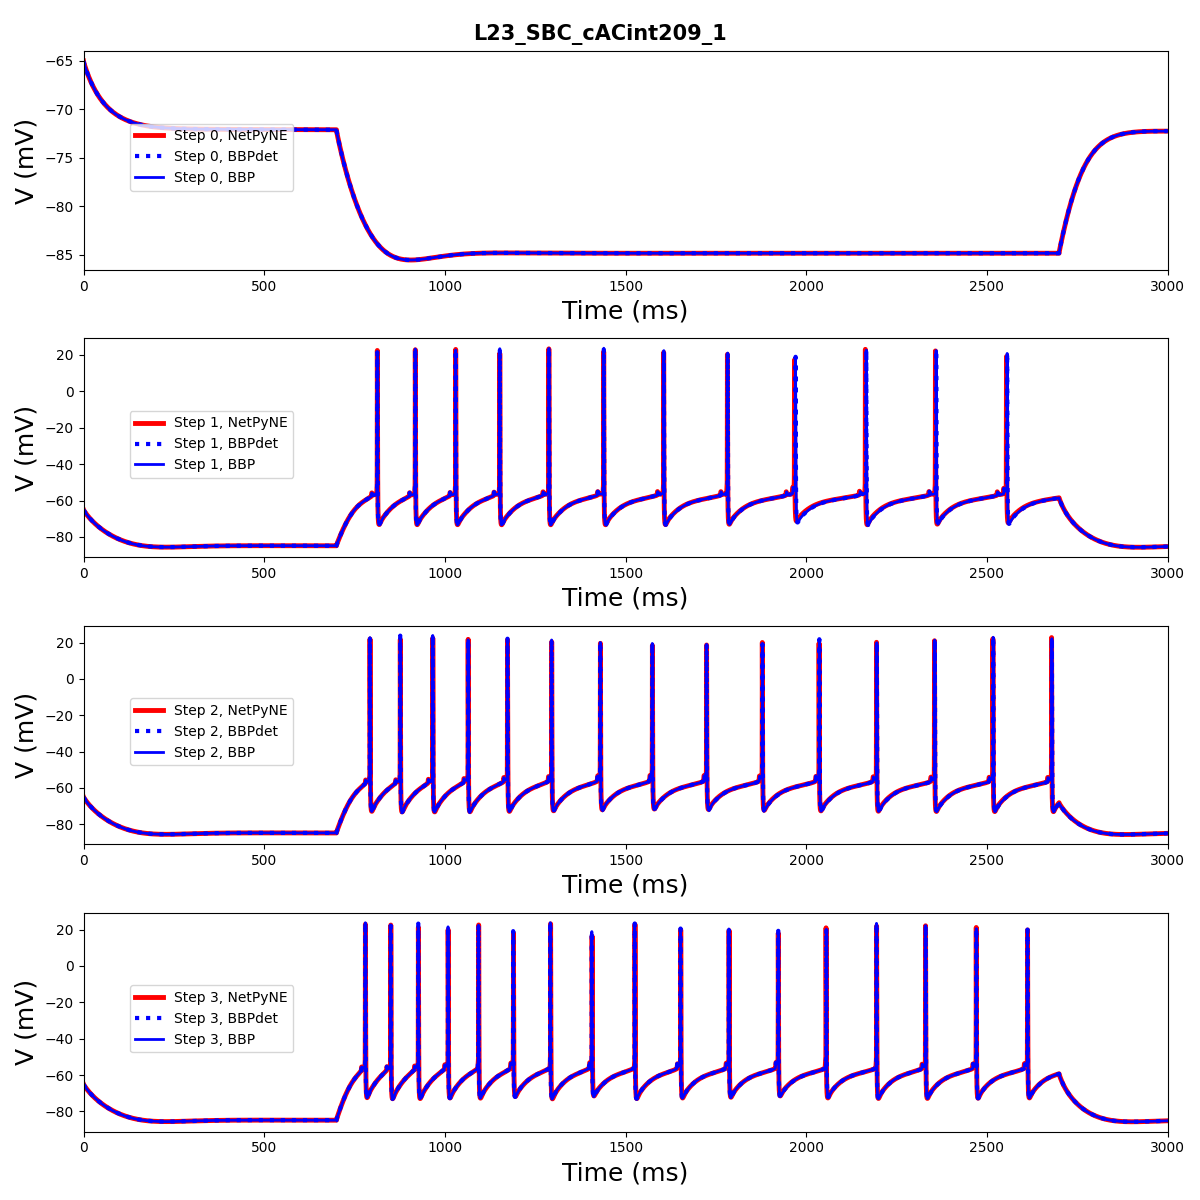 L23_SBC_cACint209_1
−65
−70
−75
−80
−85
V (mV)
Step 0, NetPyNE
Step 0, BBPdet
Step 0, BBP
0 500 1000 1500 2000 2500 3000
Time (ms)
20
0
−20
−40
−60
−80
V (mV)
Step 1, NetPyNE
Step 1, BBPdet
Step 1, BBP
0 500 1000 1500 2000 2500 3000
Time (ms)
20
0
−20
−40
−60
−80
V (mV)
Step 2, NetPyNE
Step 2, BBPdet
Step 2, BBP
0 500 1000 1500 2000 2500 3000
Time (ms)
20
0
−20
−40
−60
−80
V (mV)
Step 3, NetPyNE
Step 3, BBPdet
Step 3, BBP
0 500 1000 1500 2000 2500 3000
Time (ms)